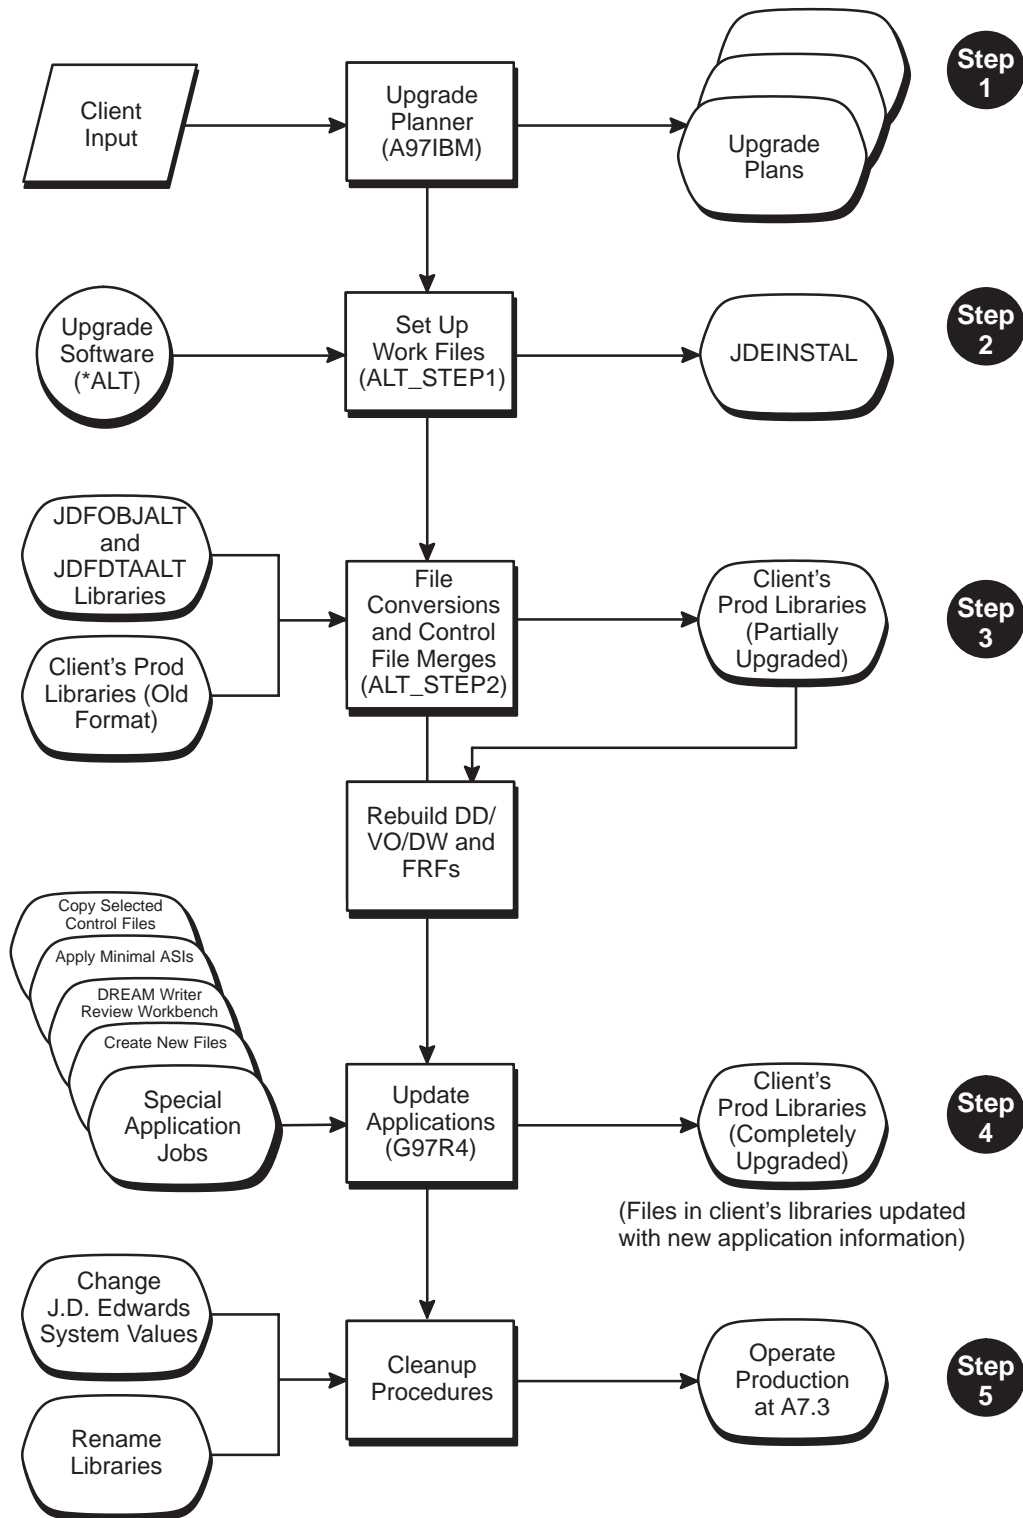 Client
Input
Upgrade
Planner
(A97IBM)
Upgrade
Plans
Step
1
Upgrade
Software
(*ALT)
Set Up
Work Files
(ALT_STEP1)
JDEINSTAL
Step
2
JDFOBJALT
and
JDFDTAALT
Libraries
Client's Prod
Libraries (Old
Format)
File
Conversions
and Control
File Merges
(ALT_STEP2)
Client's
Prod Libraries
(Partially
Upgraded)
Step
3
Rebuild DD/
VO/DW and
FRFs
Copy Selected
Control Files
Apply Minimal ASIs
DREAM Writer
Review Workbench
Create New Files
Special
Application
Jobs
Update
Applications
(G97R4)
Client's
Prod Libraries
(Completely
Upgraded)
Step
4
(Files in client's libraries updated
with new application information)
Change
J.D. Edwards
System Values
Rename
Libraries
Cleanup
Procedures
Operate
Production
at A7.3
Step
5